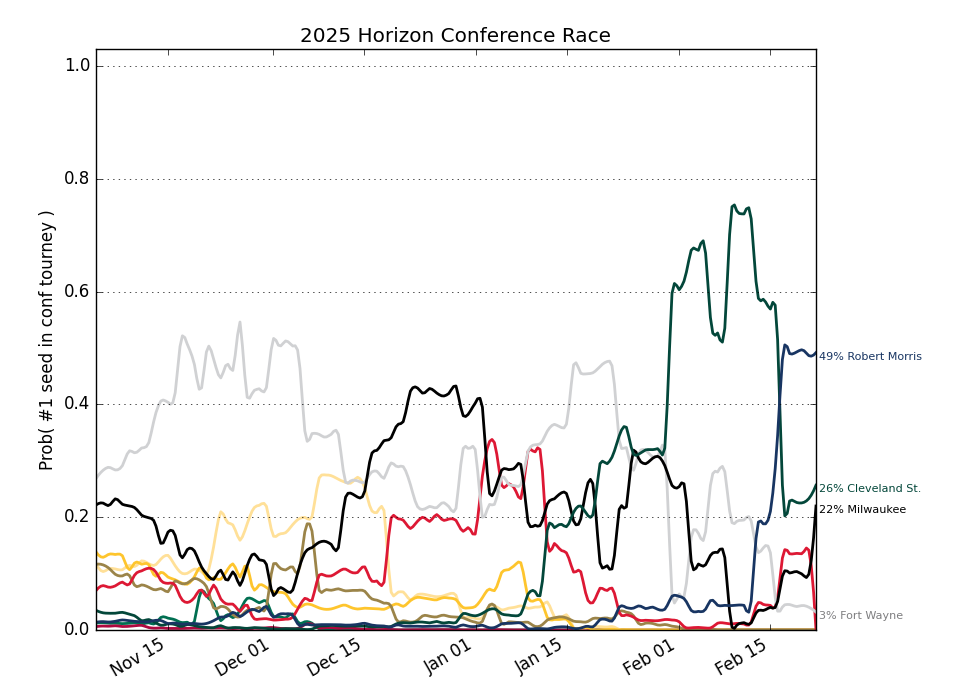 2025 Horizon Conference Race
Prob( #1 seed in conf tourney )
1.0
0.8
0.6
0.4
0.2
0.0
49% Robert Morris
26% Cleveland St.
22% Milwaukee
3% Fort Wayne
Nov 15
Dec 01
Dec 15
Jan 01
Jan 15
Feb 01
Feb 15